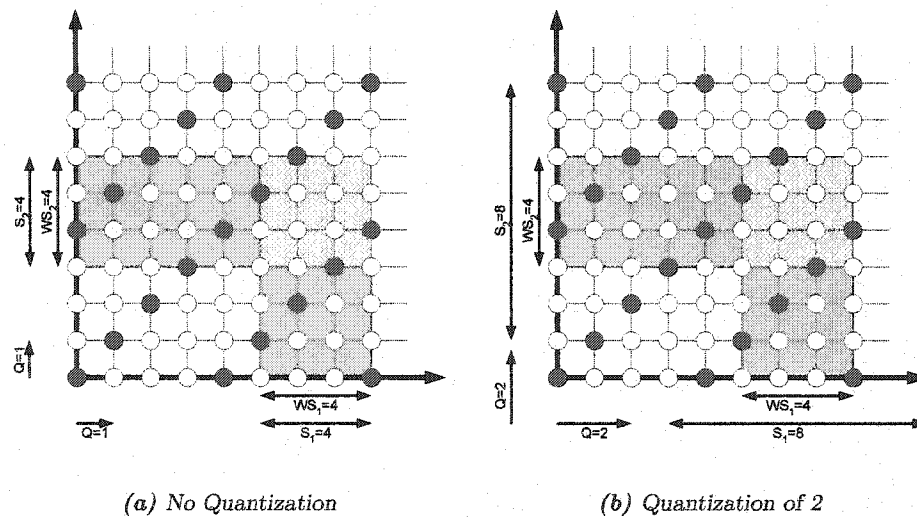 S₂=4
WS₂=4
Q=1
WS₁=4
Q=1
S₁=4
S₂=8
WS₂=4
Q=2
WS₁=4
Q=2
S₁=8
(a) No Quantization
(b) Quantization of 2